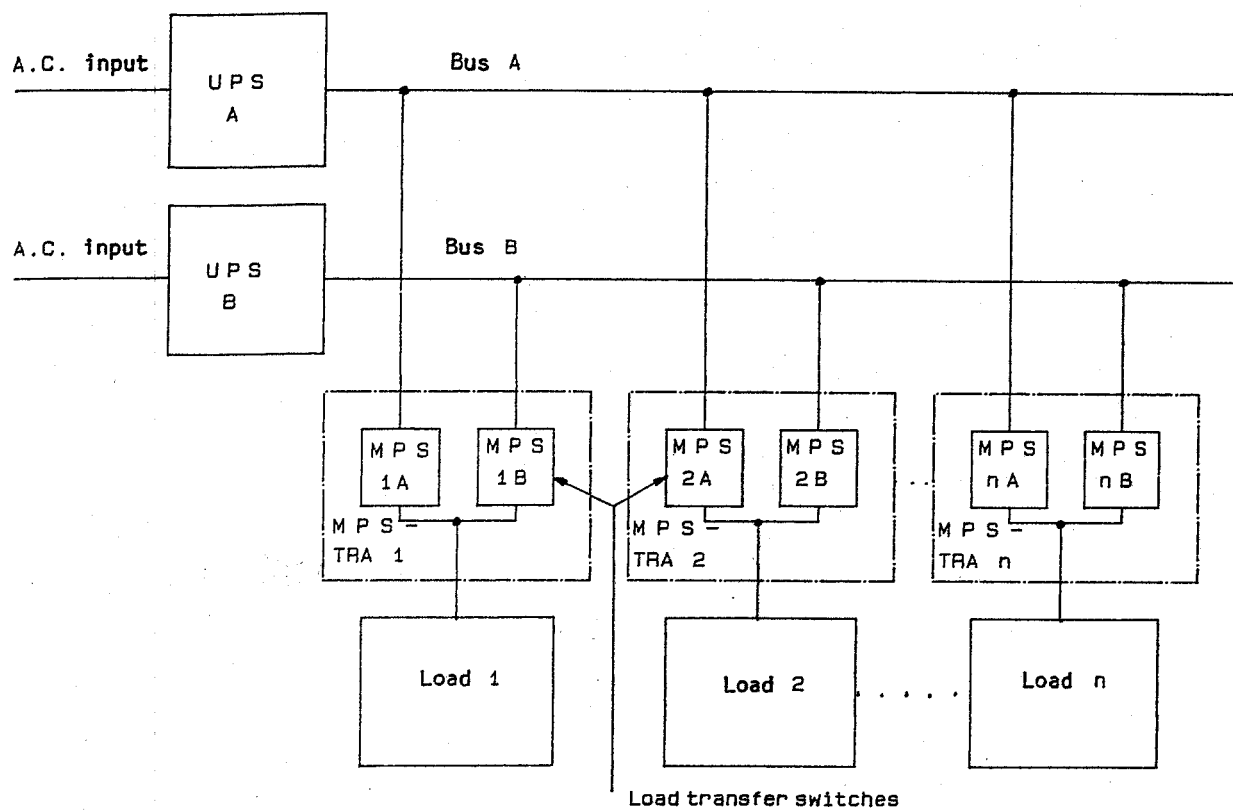 A.C. input
UPS
A
Bus A
A.C. input
UPS
B
Bus B
MPS
1A
MPS
1B
MPS-
TRA 1
MPS
2A
MPS
2B
MPS-
TRA 2
MPS
nA
MPS
nB
MPS-
TRA n
Load 1
Load 2
Load n
Load transfer switches